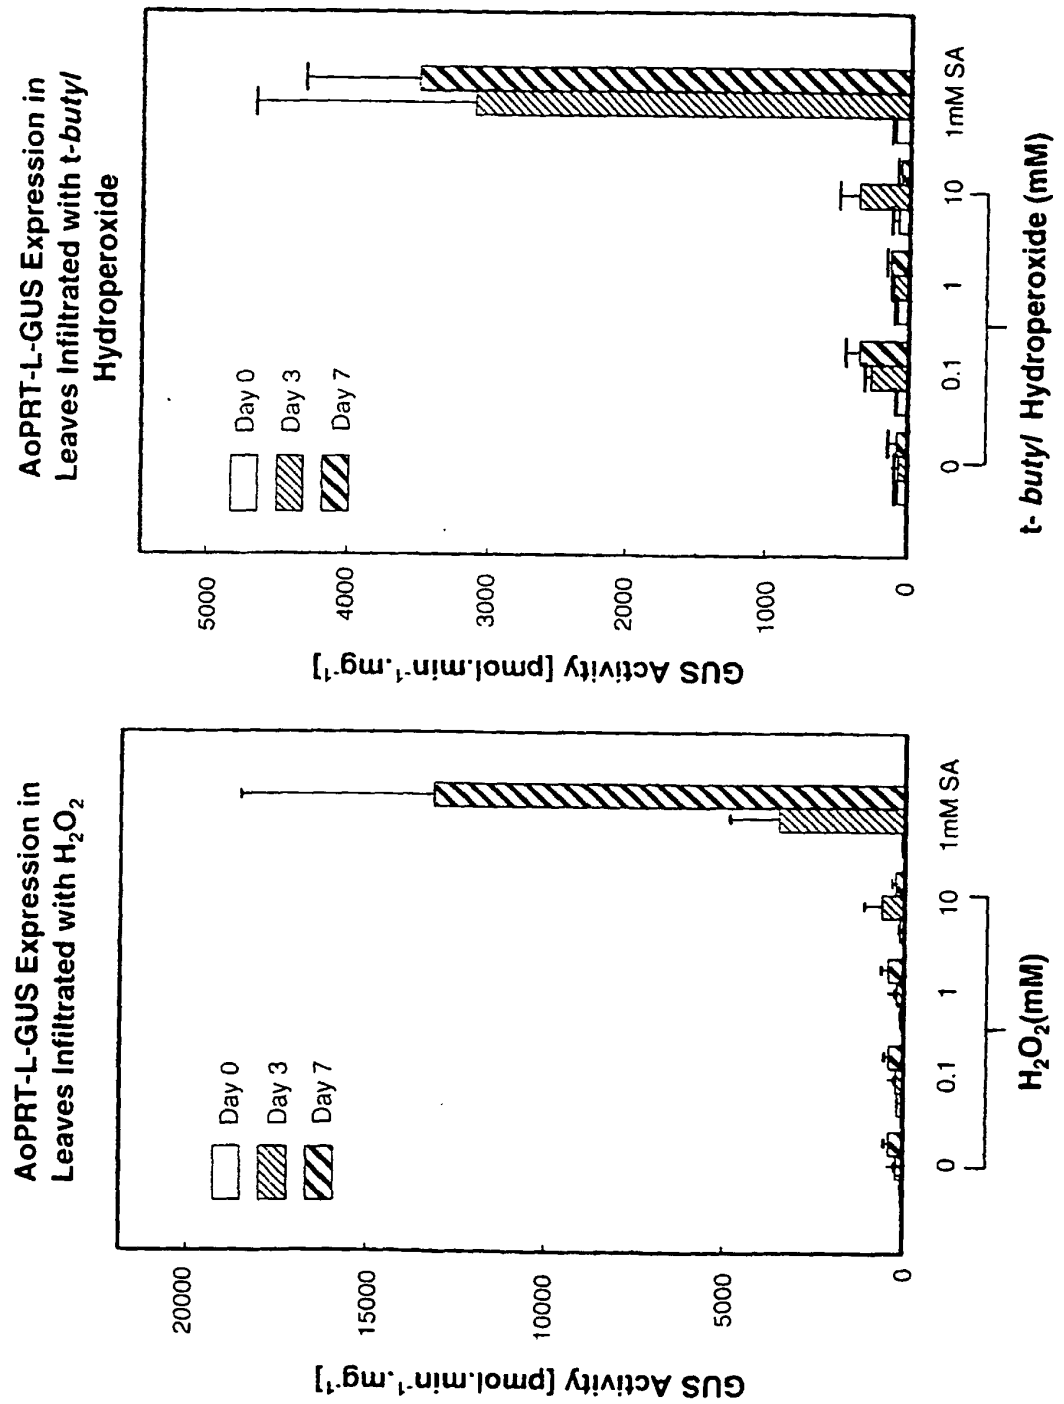 AoPRT-L-GUS Expression in
Leaves Infiltrated with H₂O₂
GUS Activity [pmol.min⁻¹.mg⁻¹]
20000
15000
10000
5000
0
Day 0
Day 3
Day 7
0
0.1
1
10
1mM SA
H₂O₂(mM)
AoPRT-L-GUS Expression in
Leaves Infiltrated with t-butyl
Hydroperoxide
GUS Activity [pmol.min⁻¹.mg⁻¹]
5000
4000
3000
2000
1000
0
Day 0
Day 3
Day 7
0
0.1
1
10
1mM SA
t- butyl Hydroperoxide (mM)